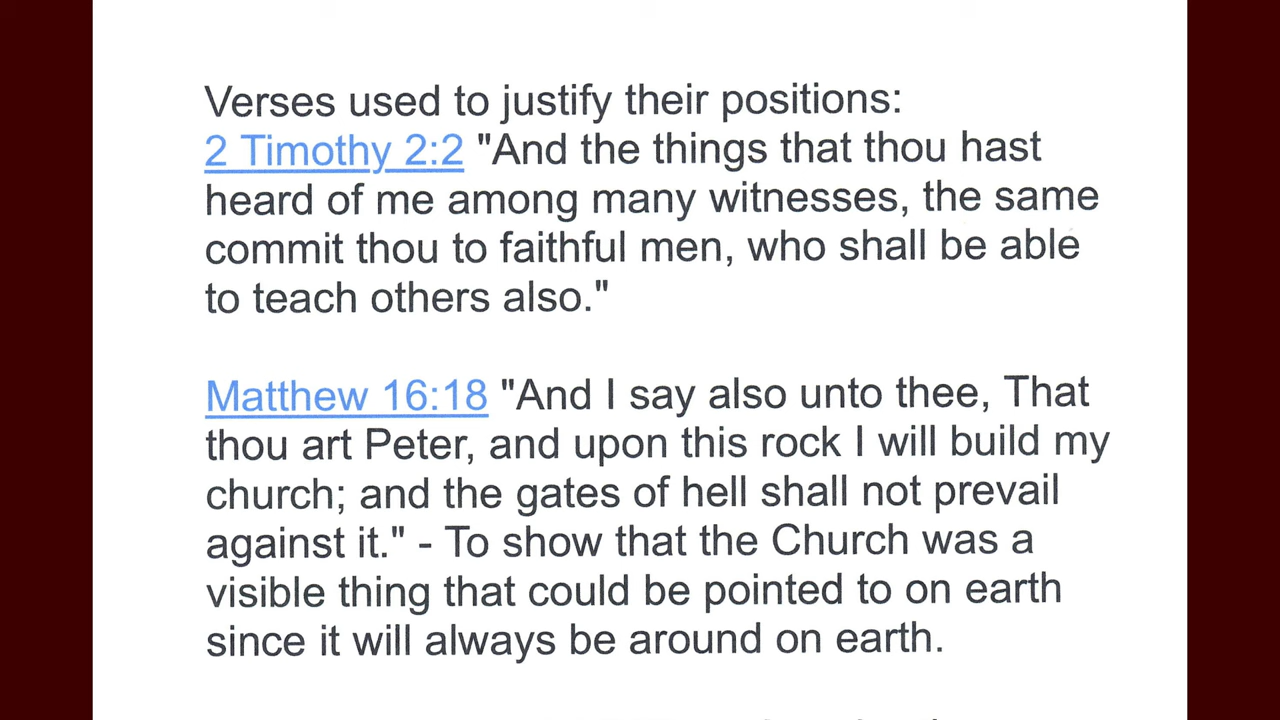 Verses used to justify their positions:
2 Timothy 2:2 "And the things that thou hast
heard of me among many witnesses, the same
commit thou to faithful men, who shall be able
to teach others also."
Matthew 16:18 "And I say also unto thee, That
thou art Peter, and upon this rock I will build my
church; and the gates of hell shall not prevail
against it." - To show that the Church was a
visible thing that could be pointed to on earth
since it will always be around on earth.